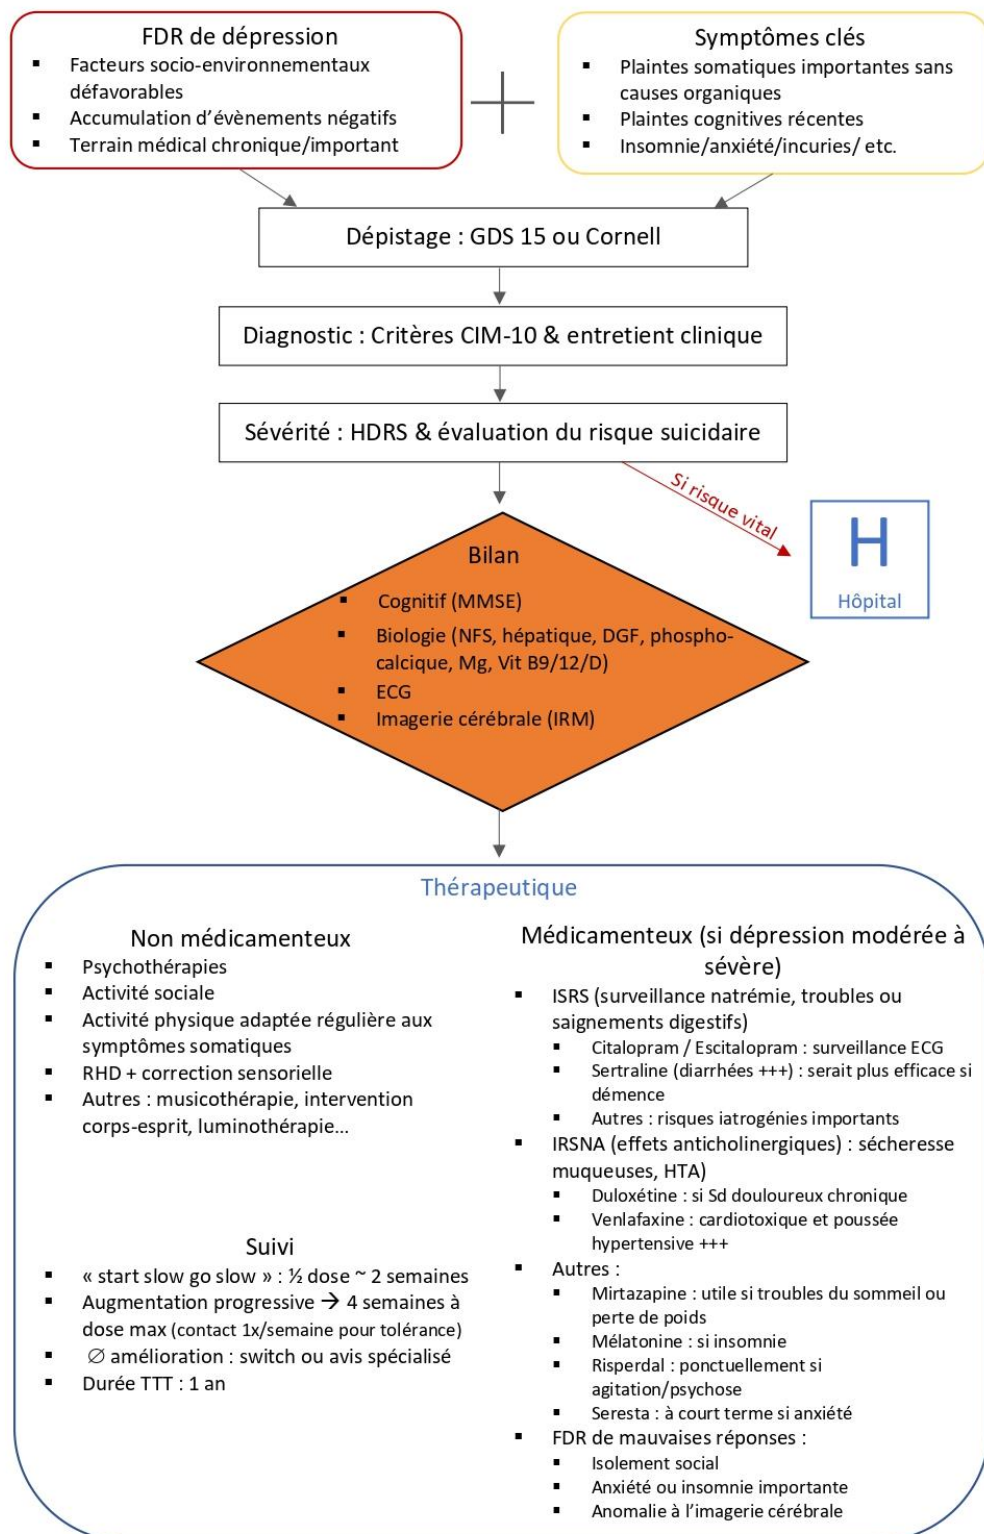 FDR de dépression
▪ Facteurs socio-environnementaux
défavorables
▪ Accumulation d'évènements négatifs
▪ Terrain médical chronique/important
Symptômes clés
▪ Plaintes somatiques importantes sans
causes organiques
▪ Plaintes cognitives récentes
▪ Insomnie/anxiété/incuries/ etc.
Dépistage : GDS 15 ou Cornell
Diagnostic : Critères CIM-10 & entretient clinique
Sévérité : HDRS & évaluation du risque suicidaire
Si risque vital
H
Hôpital
Bilan
▪ Cognitif (MMSE)
▪ Biologie (NFS, hépatique, DGF, phospho-
calcique, Mg, Vit B9/12/D)
▪ ECG
▪ Imagerie cérébrale (IRM)
Thérapeutique
Non médicamenteux
▪ Psychothérapies
▪ Activité sociale
▪ Activité physique adaptée régulière aux
symptômes somatiques
▪ RHD + correction sensorielle
▪ Autres : musicothérapie, intervention
corps-esprit, luminothérapie...
Suivi
▪ « start slow go slow » : ½ dose ~ 2 semaines
▪ Augmentation progressive → 4 semaines à
dose max (contact 1x/semaine pour tolérance)
▪ ∅ amélioration : switch ou avis spécialisé
▪ Durée TTT : 1 an
Médicamenteux (si dépression modérée à
sévère)
▪ ISRS (surveillance natrémie, troubles ou
saignements digestifs)
▪ Citalopram / Escitalopram : surveillance ECG
▪ Sertraline (diarrhées +++) : serait plus efficace si
démence
▪ Autres : risques iatrogénies importants
▪ IRSNA (effets anticholinergiques) : sécheresse
muqueuses, HTA)
▪ Duloxétine : si Sd douloureux chronique
▪ Venlafaxine : cardiotoxique et poussée
hypertensive +++
▪ Autres :
▪ Mirtazapine : utile si troubles du sommeil ou
perte de poids
▪ Mélatonine : si insomnie
▪ Risperdal : ponctuellement si
agitation/psychose
▪ Seresta : à court terme si anxiété
▪ FDR de mauvaises réponses :
▪ Isolement social
▪ Anxiété ou insomnie importante
▪ Anomalie à l'imagerie cérébrale